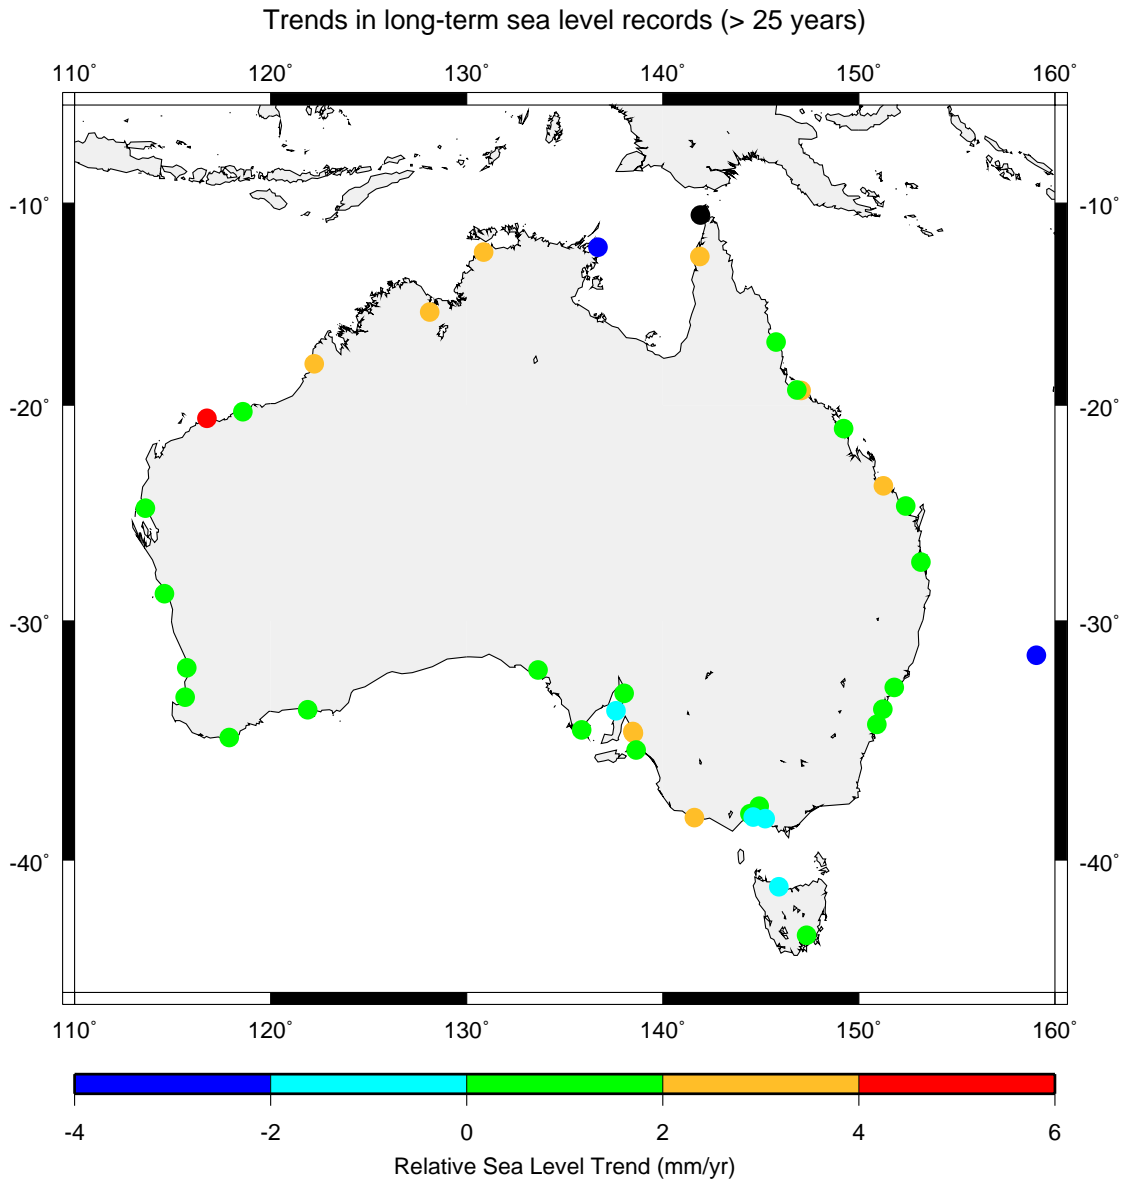 Trends in long-term sea level records (> 25 years)
110˚ 120˚ 130˚ 140˚ 150˚ 160˚
-10˚ -10˚
-20˚ -20˚
-30˚ -30˚
-40˚ -40˚
110˚ 120˚ 130˚ 140˚ 150˚ 160˚
-4 -2 0 2 4 6
Relative Sea Level Trend (mm/yr)